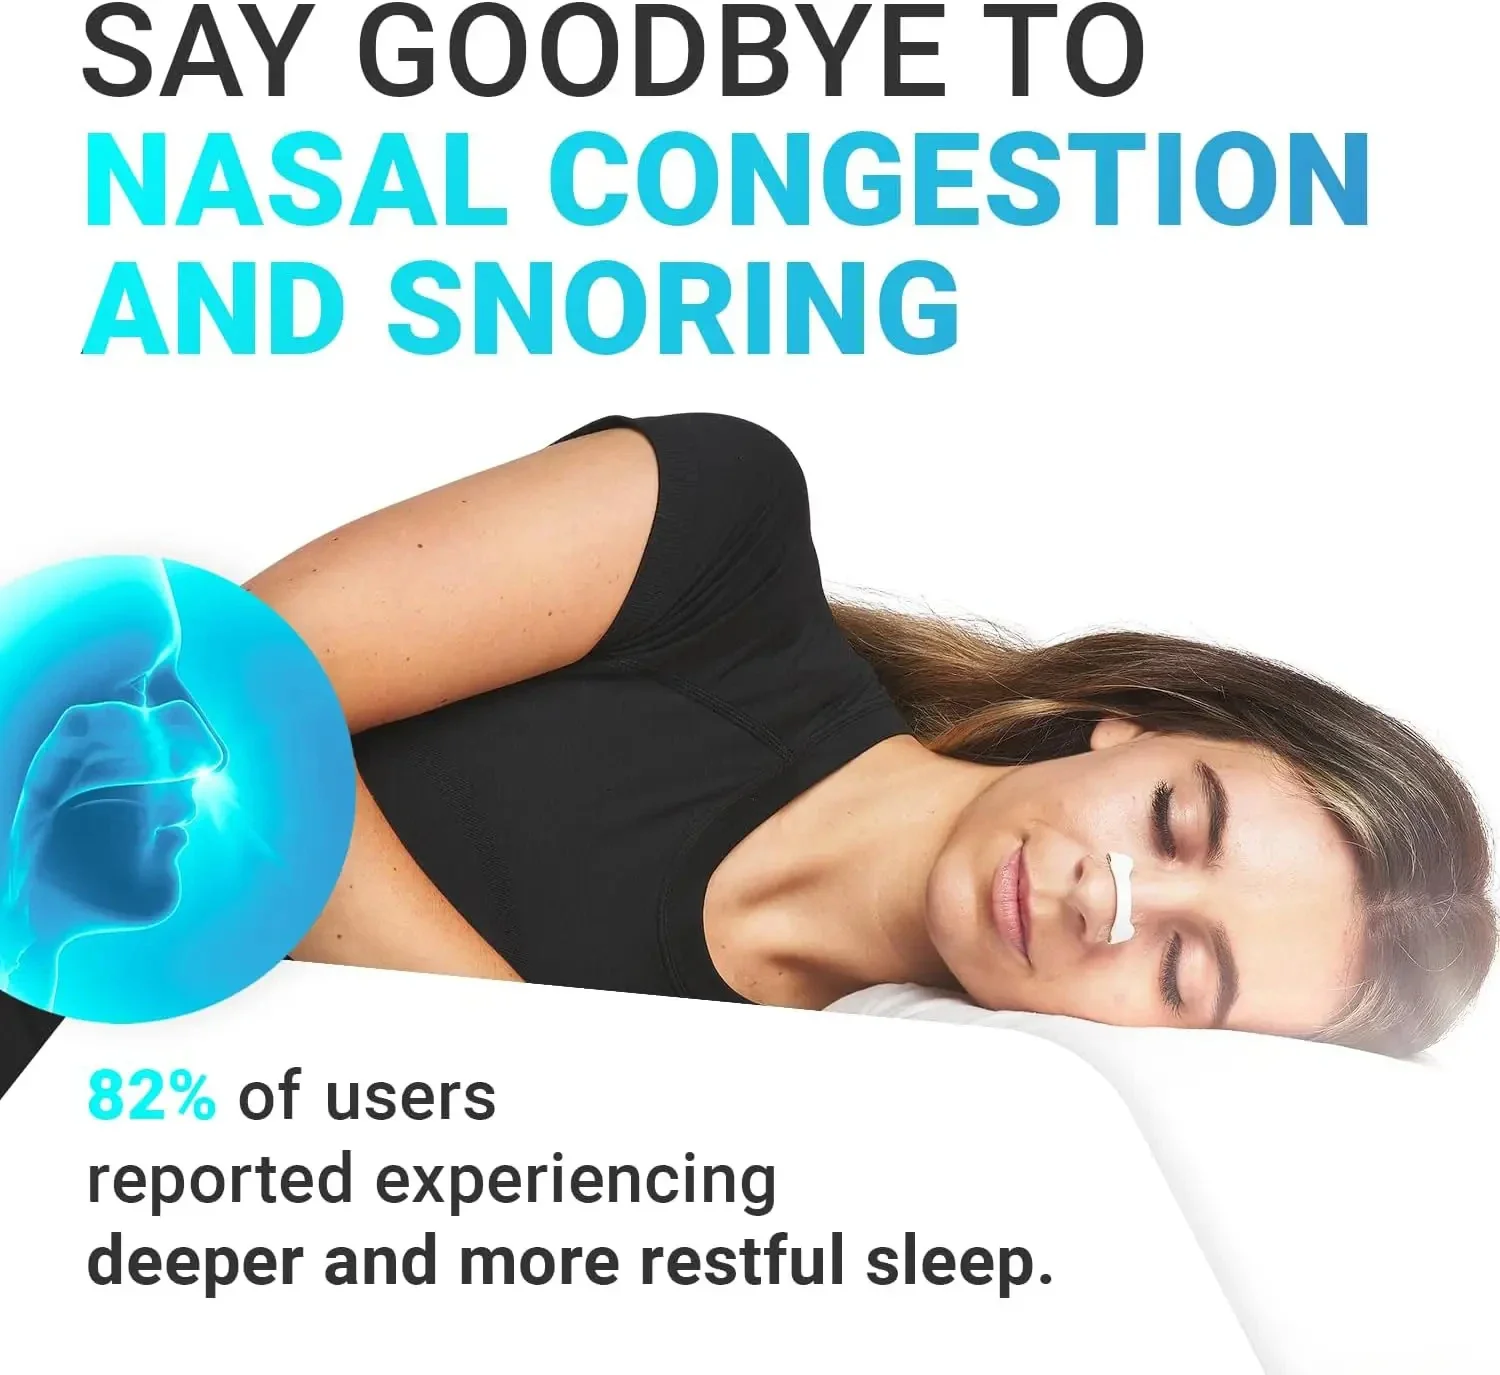 SAY GOODBYE TO
NASAL CONGESTION
AND SNORING
82% of users
reported experiencing
deeper and more restful sleep.